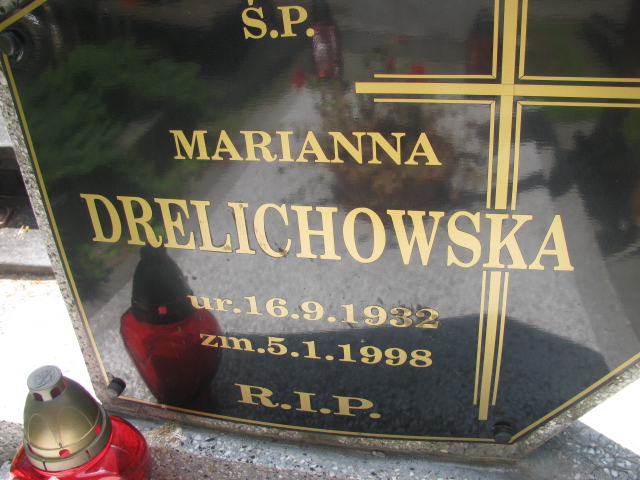 Ś.P.
MARIANNA
DRELICHOWSKA
ur.16.9.1932
zm.5.1.1998
R.I.P.